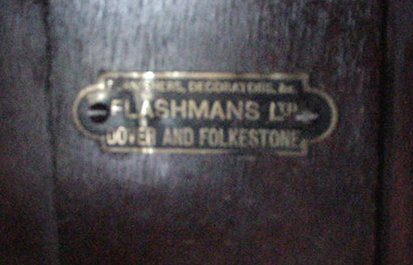 DECORATORS, &c.
FLASHMANS LTD
DOVER AND FOLKESTONE